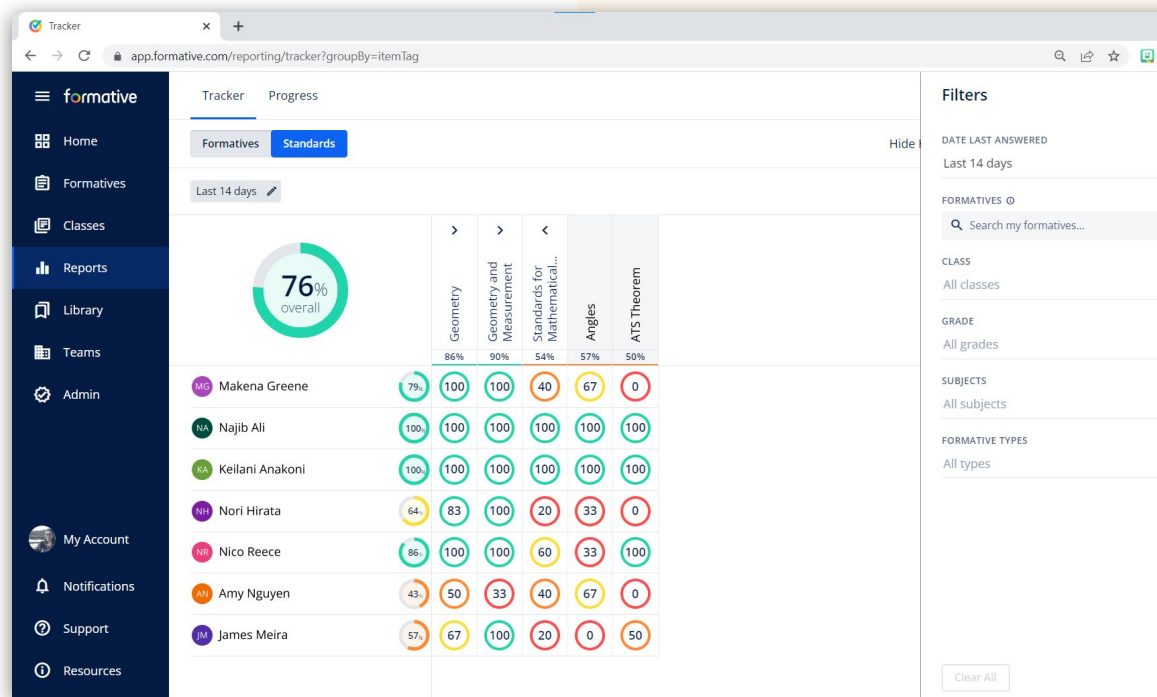 Tracker
app.formative.com/reporting/tracker?groupBy=itemTag
formative
Home
Formatives
Classes
Reports
Library
Teams
Admin
My Account
Notifications
Support
Resources
Tracker Progress
Formatives Standards
Hide
Last 14 days
76%
overall
Geometry
Geometry and
Measurement
Standards for
Mathematical...
Angles
ATS Theorem
86% 90% 54% 57% 50%
MG Makena Greene 79% 100 100 40 67 0
NA Najib Ali 100% 100 100 100 100 100
KA Keilani Anakoni 100% 100 100 100 100 100
NH Nori Hirata 64% 83 100 20 33 0
NR Nico Reece 86% 100 100 60 33 100
AN Amy Nguyen 43% 50 33 40 67 0
JM James Meira 57% 67 100 20 0 50
Filters
DATE LAST ANSWERED
Last 14 days
FORMATIVES
Search my formatives...
CLASS
All classes
GRADE
All grades
SUBJECTS
All subjects
FORMATIVE TYPES
All types
Clear All